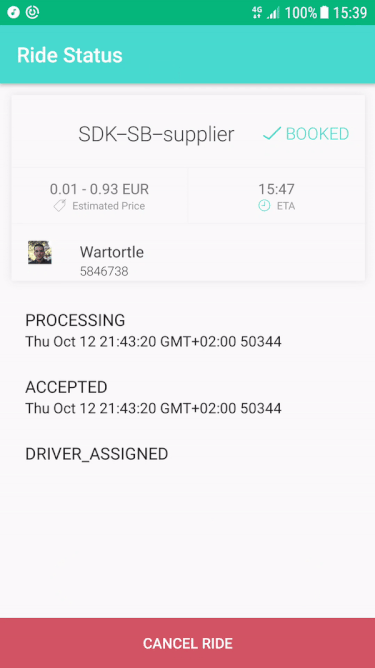 4G 100% 15:39
Ride Status
SDK-SB-supplier BOOKED
0.01 - 0.93 EUR 15:47
Estimated Price ETA
Wartortle
5846738
PROCESSING
Thu Oct 12 21:43:20 GMT+02:00 50344
ACCEPTED
Thu Oct 12 21:43:20 GMT+02:00 50344
DRIVER_ASSIGNED
CANCEL RIDE